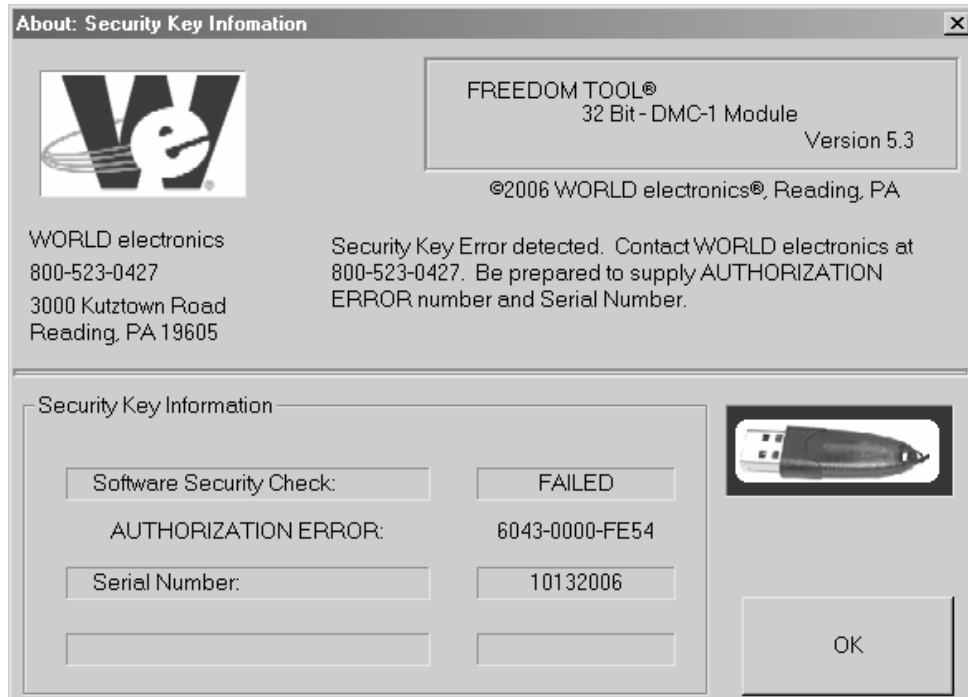 About: Security Key Infomation
We
FREEDOM TOOL®
32 Bit - DMC-1 Module
Version 5.3
©2006 WORLD electronics®, Reading, PA
WORLD electronics
800-523-0427
3000 Kutztown Road
Reading, PA 19605
Security Key Error detected. Contact WORLD electronics at
800-523-0427. Be prepared to supply AUTHORIZATION
ERROR number and Serial Number.
Security Key Information
Software Security Check: FAILED
AUTHORIZATION ERROR: 6043-0000-FE54
Serial Number: 10132006
OK